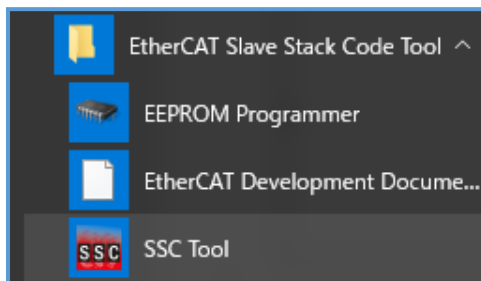 EtherCAT Slave Stack Code Tool
EEPROM Programmer
EtherCAT Development Docume...
SSC SSC Tool